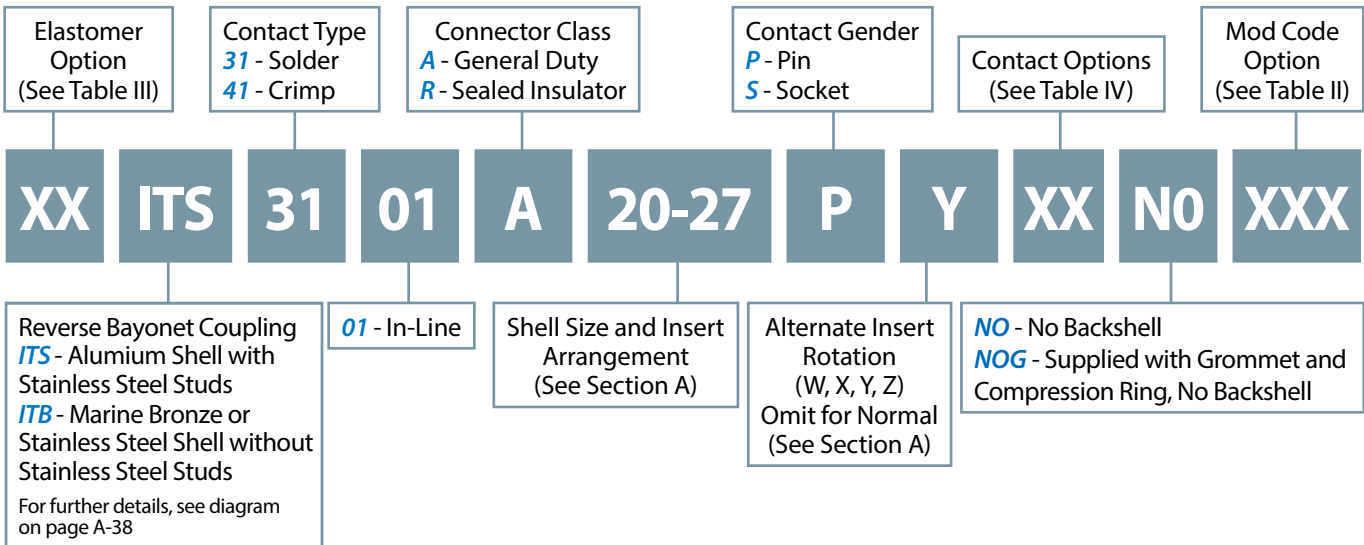 Elastomer
Option
(See Table III)
Contact Type
31 - Solder
41 - Crimp
Connector Class
A - General Duty
R - Sealed Insulator
Contact Gender
P - Pin
S - Socket
Contact Options
(See Table IV)
Mod Code
Option
(See Table II)
XX ITS 31 01 A 20-27 P Y XX N0 XXX
Reverse Bayonet Coupling
ITS - Alumium Shell with
Stainless Steel Studs
ITB - Marine Bronze or
Stainless Steel Shell without
Stainless Steel Studs
For further details, see diagram
on page A-38
01 - In-Line
Shell Size and Insert
Arrangement
(See Section A)
Alternate Insert
Rotation
(W, X, Y, Z)
Omit for Normal
(See Section A)
NO - No Backshell
NOG - Supplied with Grommet and
Compression Ring, No Backshell